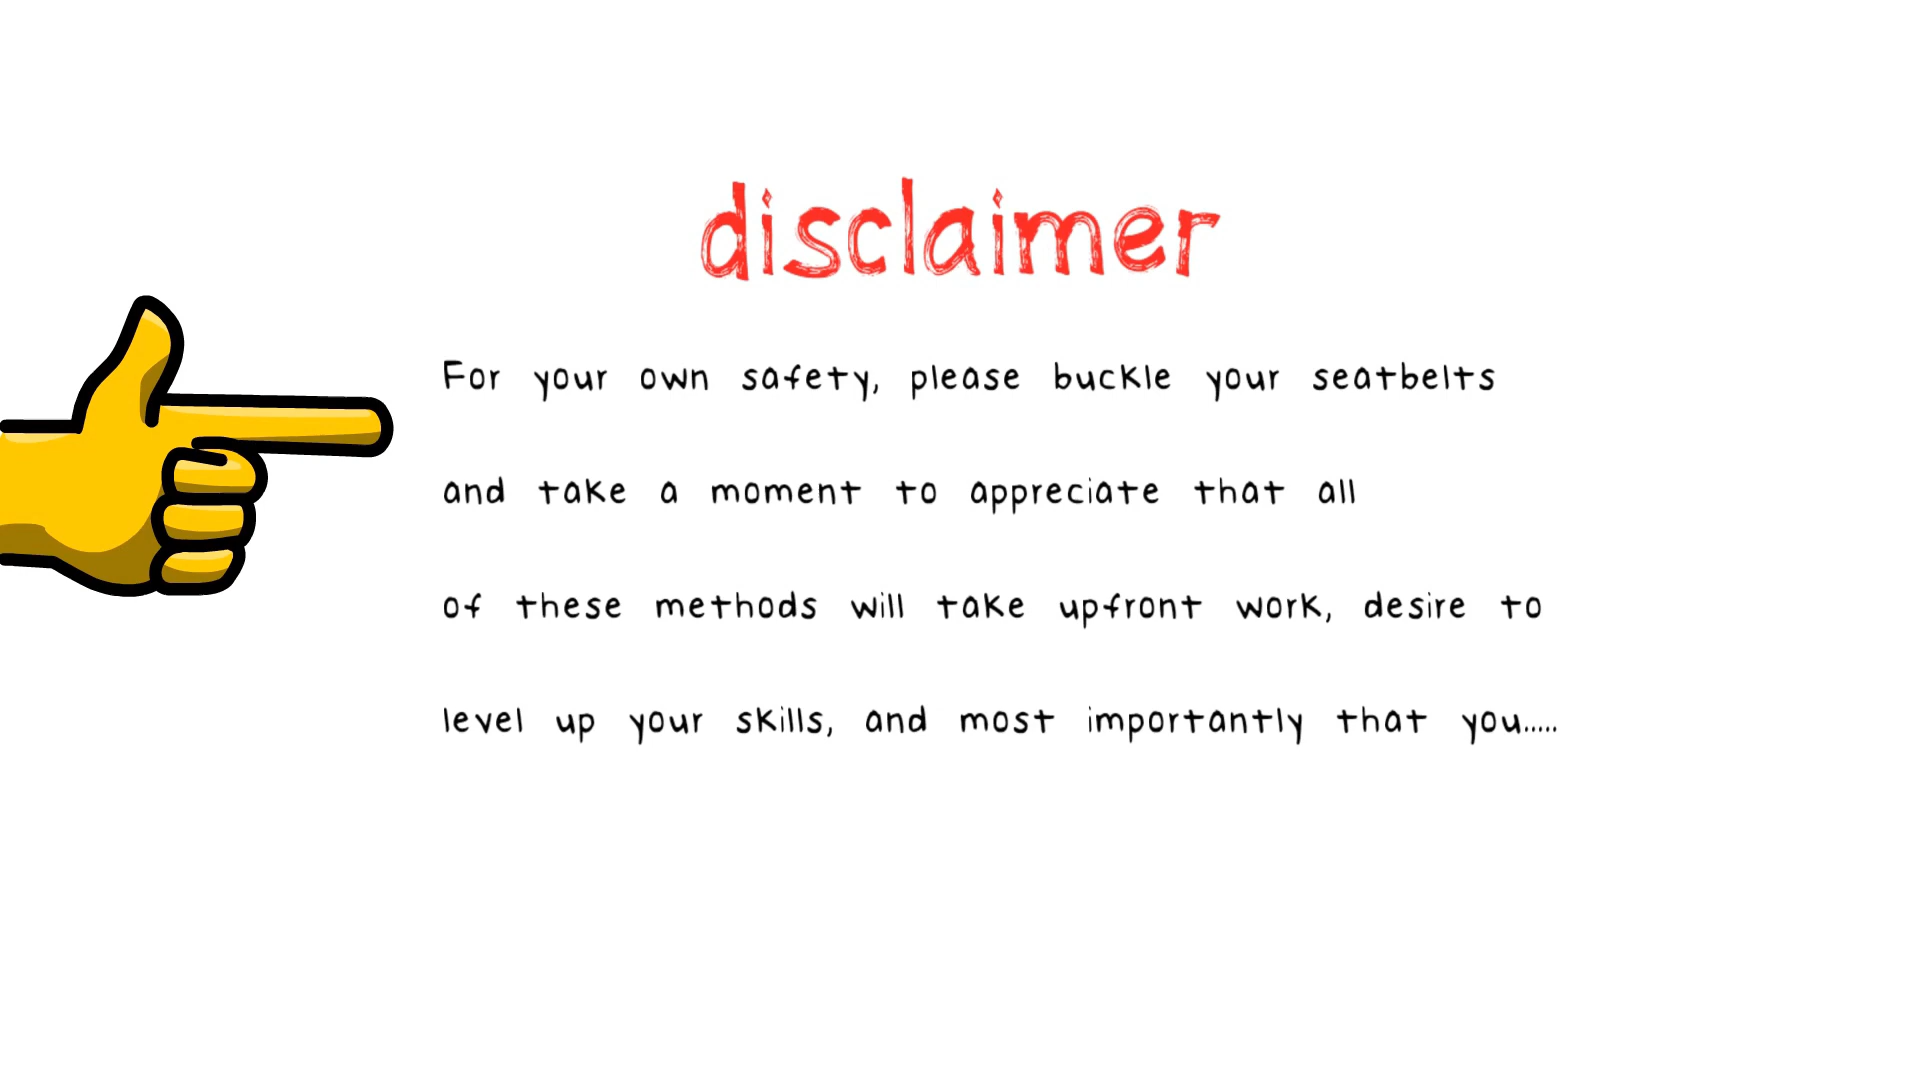 disclaimer
For your own safety, please buckle your seatbelts
and take a moment to appreciate that all
of these methods will take upfront work, desire to
level up your skills, and most importantly that you.....